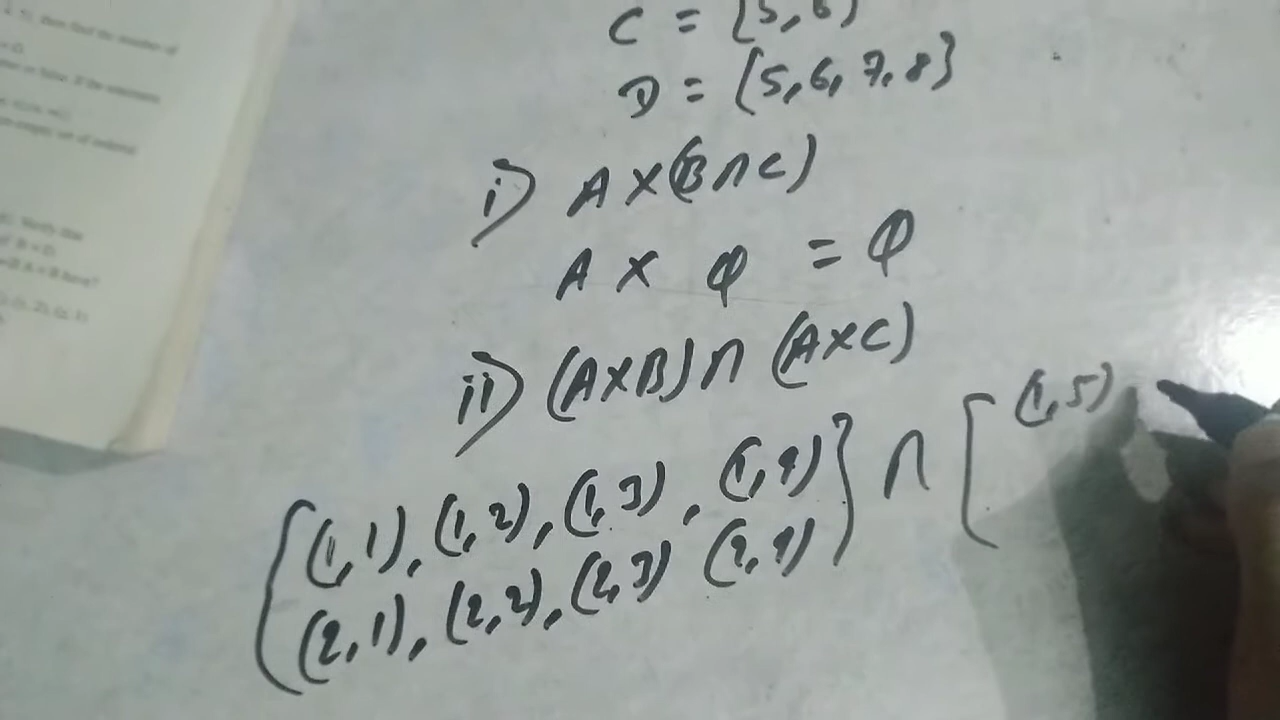 C = {5, 6}
D = {5, 6, 7, 8}
i) A × (B ∩ C)
A × φ = φ
ii) (A×B) ∩ (A×C)
{(1,1), (1,2), (1,3), (1,4)} ∩ {(1,5)
(2,1), (2,2), (2,3) (2,4)